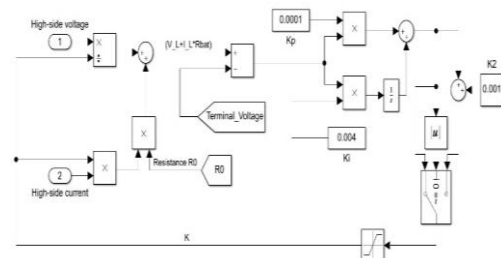 High-side voltage
1
X
÷
+
+
(V_L+I_L*Rbat)
+
−
0.0001
Kp
X
+
+
X
K2
0.001
Terminal_Voltage
0.004
Ki
X
Resistance R0
R0
2
High-side current
X
K